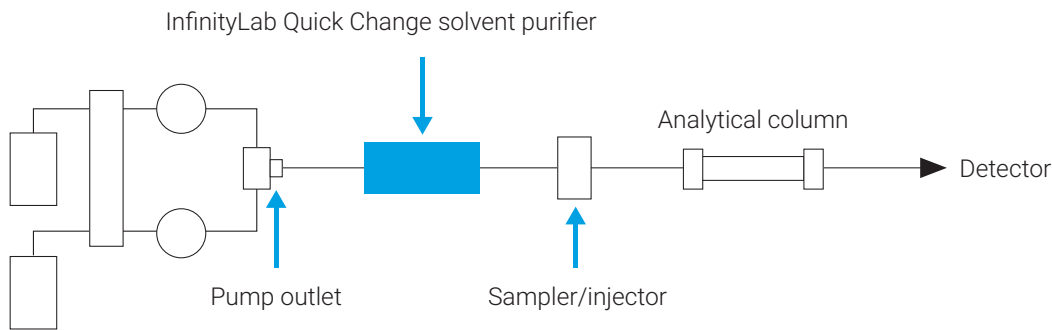 InfinityLab Quick Change solvent purifier
Analytical column
Detector
Pump outlet
Sampler/injector